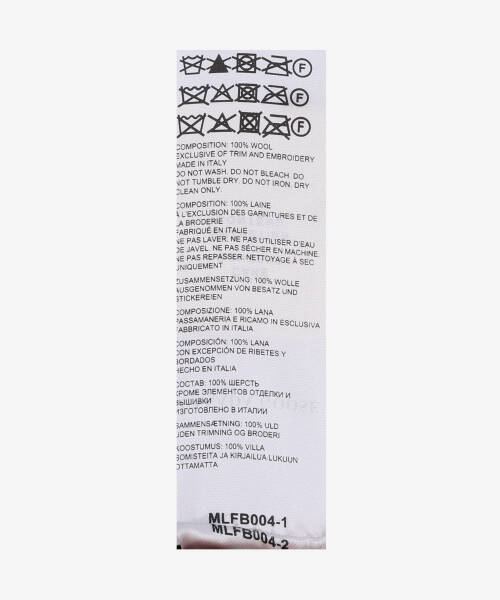 F
F
F
COMPOSITION: 100% WOOL
EXCLUSIVE OF TRIM AND EMBROIDERY
MADE IN ITALY
DO NOT WASH. DO NOT BLEACH. DO
NOT TUMBLE DRY. DO NOT IRON. DRY
CLEAN ONLY.
COMPOSITION: 100% LAINE
A L'EXCLUSION DES GARNITURES ET DE
LA BRODERIE
FABRIQUÉ EN ITALIE
NE PAS LAVER. NE PAS UTILISER D'EAU
DE JAVEL. NE PAS SÉCHER EN MACHINE.
NE PAS REPASSER. NETTOYAGE À SEC
UNIQUEMENT
ZUSAMMENSETZUNG: 100% WOLLE
AUSGENOMMEN VON BESATZ UND
STICKEREIEN
COMPOSIZIONE: 100% LANA
PASSAMANERIA E RICAMO IN ESCLUSIVA
FABBRICATO IN ITALIA
COMPOSICIÓN: 100% LANA
CON EXCEPCIÓN DE RIBETES Y
BORDADOS
HECHO EN ITALIA
СОСТАВ: 100% ШЕРСТЬ
КРОМЕ ЭЛЕМЕНТОВ ОТДЕЛКИ И
ВЫШИВКИ
ИЗГОТОВЛЕНО В ИТАЛИИ
SAMMENSÆTNING: 100% ULD
UDEN TRIMNING OG BRODERI
KOOSTUMUS: 100% VILLA
SOMISTEITA JA KIRJAILUA LUKUUN
OTTAMATTA
MLFB004-1
MLFB004-2